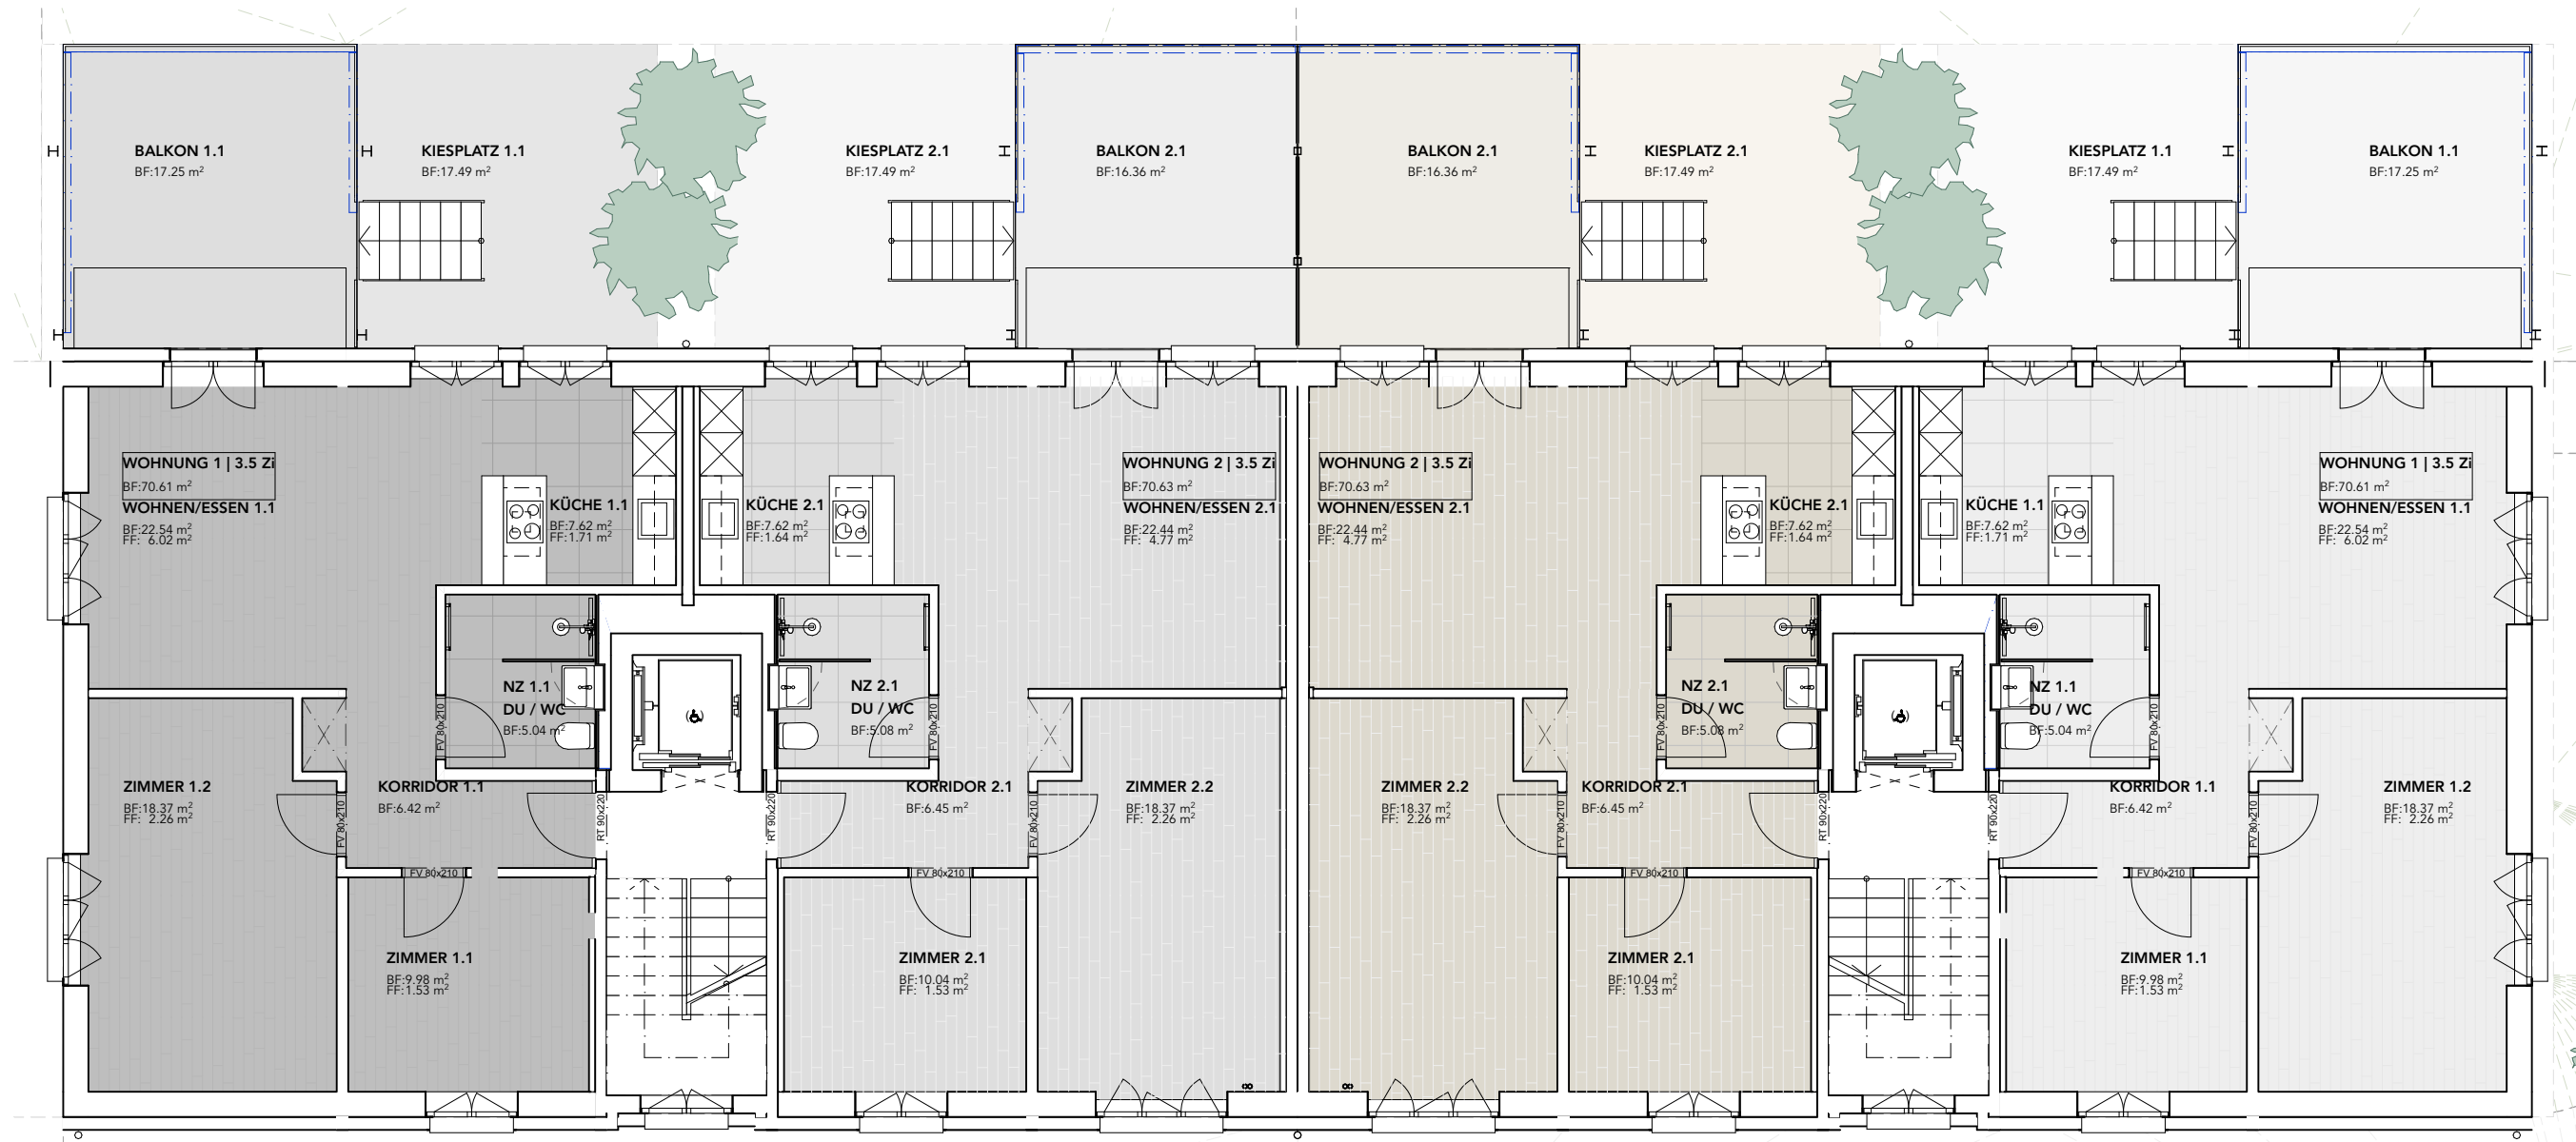 BALKON 1.1
BF:17.25 m²
KIESPLATZ 1.1
BF:17.49 m²
KIESPLATZ 2.1
BF:17.49 m²
BALKON 2.1
BF:16.36 m²
BALKON 2.1
BF:16.36 m²
KIESPLATZ 2.1
BF:17.49 m²
KIESPLATZ 1.1
BF:17.49 m²
BALKON 1.1
BF:17.25 m²
WOHNUNG 1 | 3.5 Zi
BF:70.61 m²
WOHNEN/ESSEN 1.1
BF:22.54 m²
FF: 6.02 m²
KÜCHE 1.1
BF:7.62 m²
FF:1.71 m²
KÜCHE 2.1
BF:7.62 m²
FF:1.64 m²
WOHNUNG 2 | 3.5 Zi
BF:70.63 m²
WOHNEN/ESSEN 2.1
BF:22.44 m²
FF: 4.77 m²
WOHNUNG 2 | 3.5 Zi
BF:70.63 m²
WOHNEN/ESSEN 2.1
BF:22.44 m²
FF: 4.77 m²
KÜCHE 2.1
BF:7.62 m²
FF:1.64 m²
KÜCHE 1.1
BF:7.62 m²
FF:1.71 m²
WOHNUNG 1 | 3.5 Zi
BF:70.61 m²
WOHNEN/ESSEN 1.1
BF:22.54 m²
FF: 6.02 m²
NZ 1.1
DU / WC
BF:5.04 m²
FV 80x210
NZ 2.1
DU / WC
BF:5.08 m²
FV 80x210
NZ 2.1
DU / WC
BF:5.08 m²
FV 80x210
NZ 1.1
DU / WC
BF:5.04 m²
FV 80x210
ZIMMER 1.2
BF:18.37 m²
FF: 2.26 m²
FV 80x210
KORRIDOR 1.1
BF:6.42 m²
RT 90x220
RT 90x220
KORRIDOR 2.1
BF:6.45 m²
FV 80x210
ZIMMER 2.2
BF:18.37 m²
FF: 2.26 m²
ZIMMER 2.2
BF:18.37 m²
FF: 2.26 m²
FV 80x210
KORRIDOR 2.1
BF:6.45 m²
RT 90x220
RT 90x220
KORRIDOR 1.1
BF:6.42 m²
FV 80x210
ZIMMER 1.2
BF:18.37 m²
FF: 2.26 m²
FV 80x210
FV 80x210
FV 80x210
FV 80x210
ZIMMER 1.1
BF:9.98 m²
FF:1.53 m²
ZIMMER 2.1
BF:10.04 m²
FF: 1.53 m²
ZIMMER 2.1
BF:10.04 m²
FF: 1.53 m²
ZIMMER 1.1
BF:9.98 m²
FF:1.53 m²